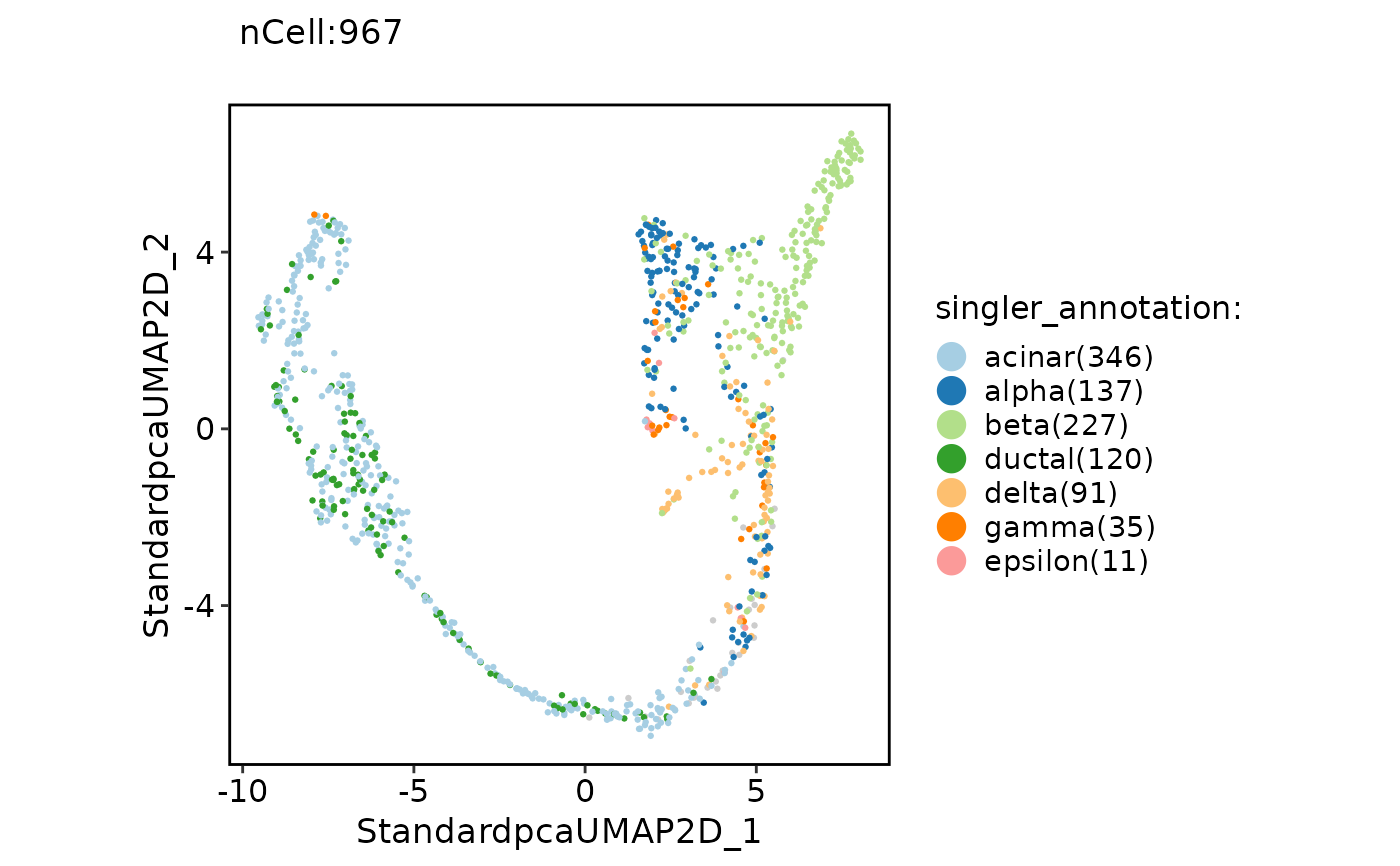 nCell:967
StandardpcaUMAP2D_2
4
0
-4
-10
-5
0
5
StandardpcaUMAP2D_1
singler_annotation:
acinar(346)
alpha(137)
beta(227)
ductal(120)
delta(91)
gamma(35)
epsilon(11)